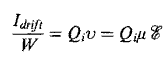 I_drift / W = Q_i υ = Q_i μ ℰ